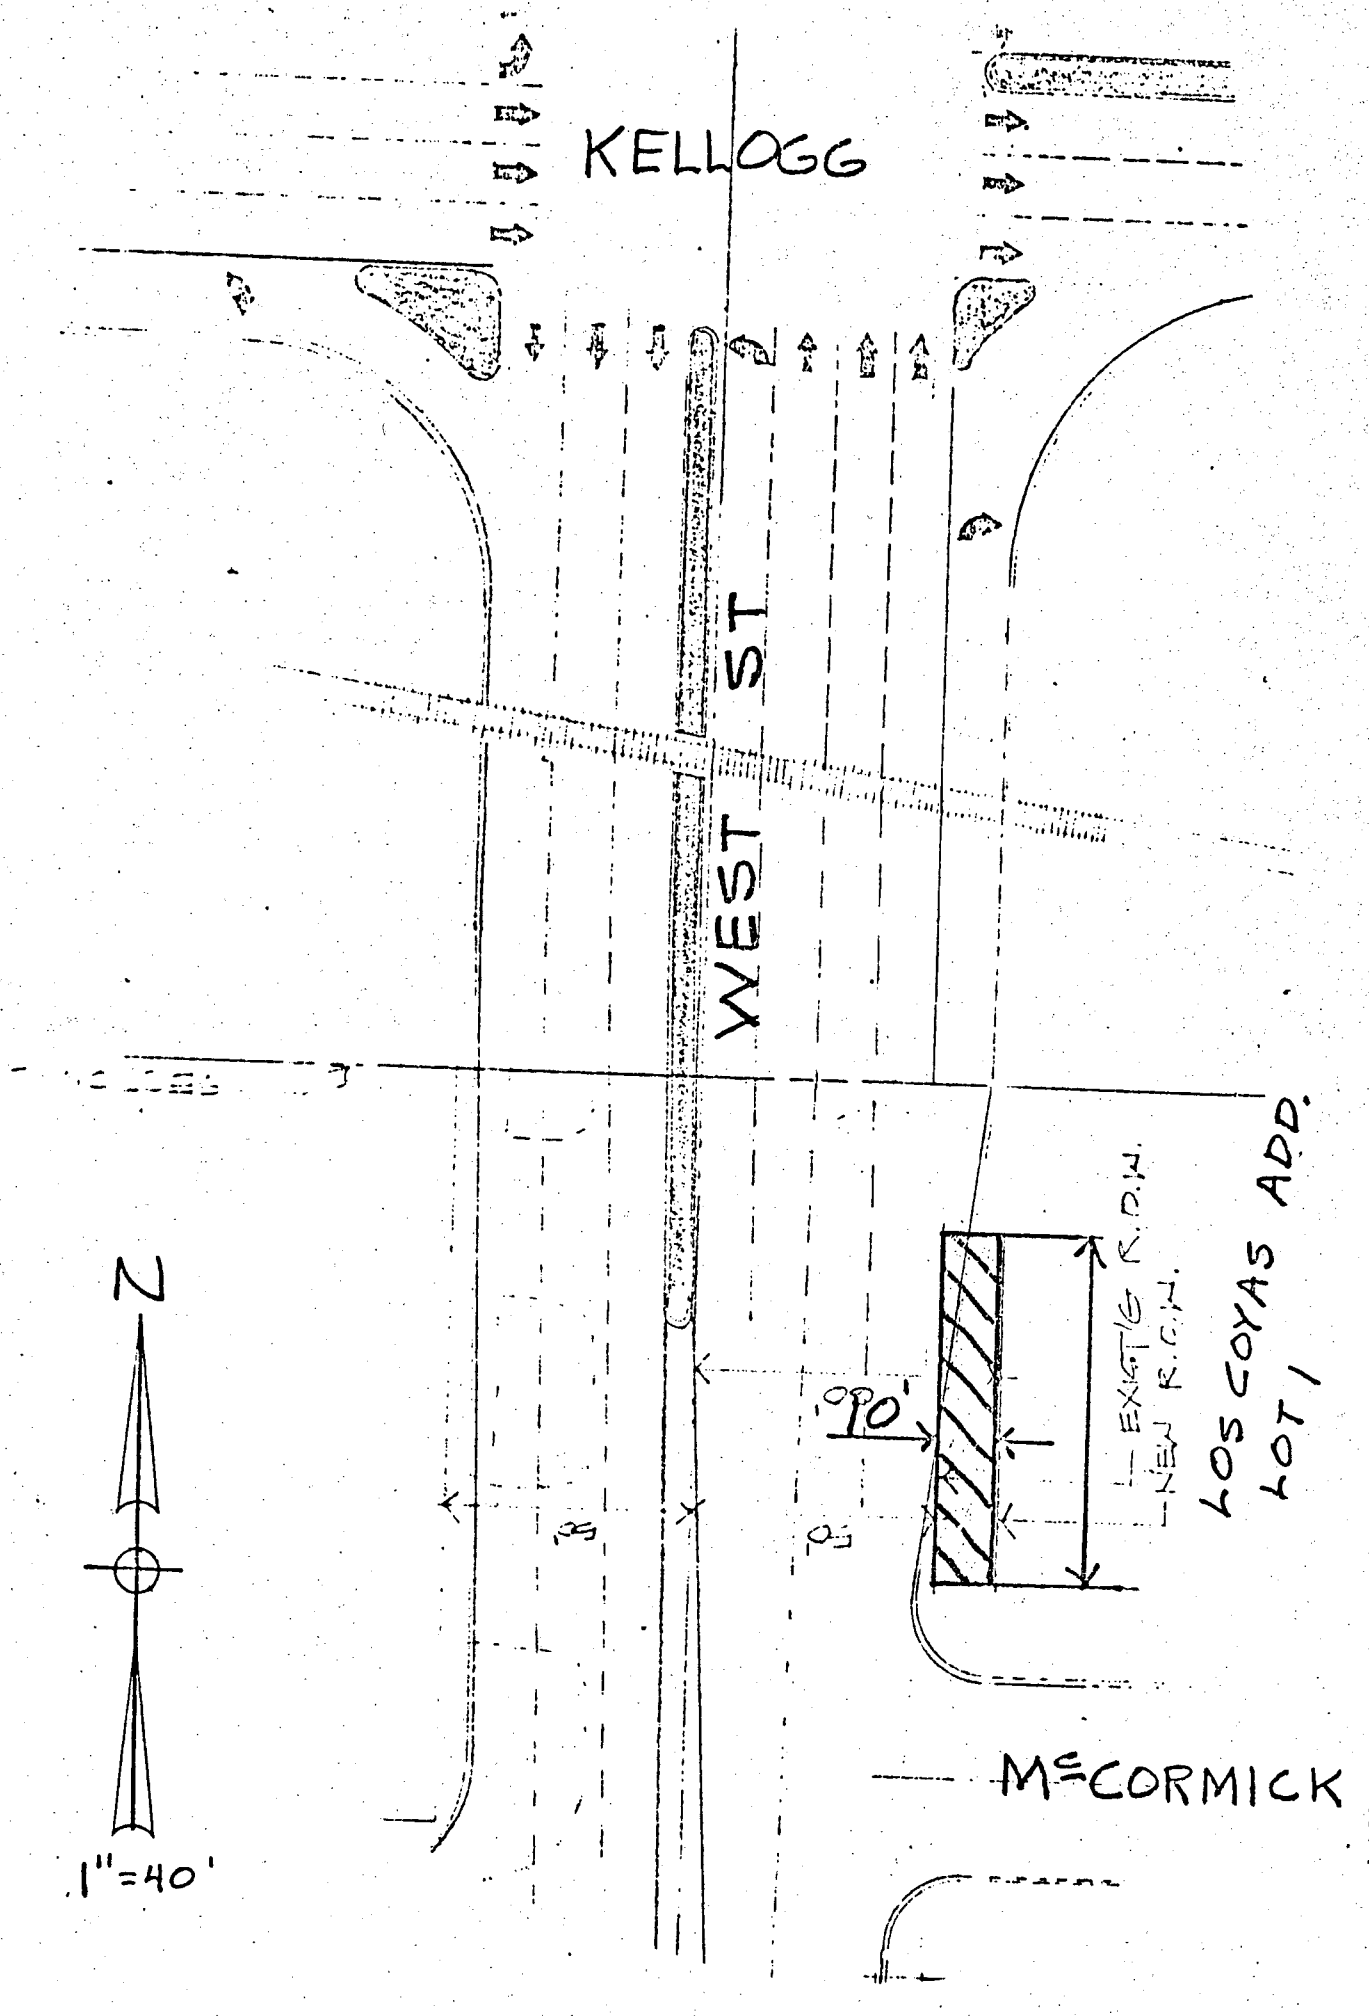 KELLOGG
WEST ST
N
EXIST'G R.O.W.
NEW R.O.W.
LOS COYAS ADD.
LOT 1
McCORMICK
1"=40'